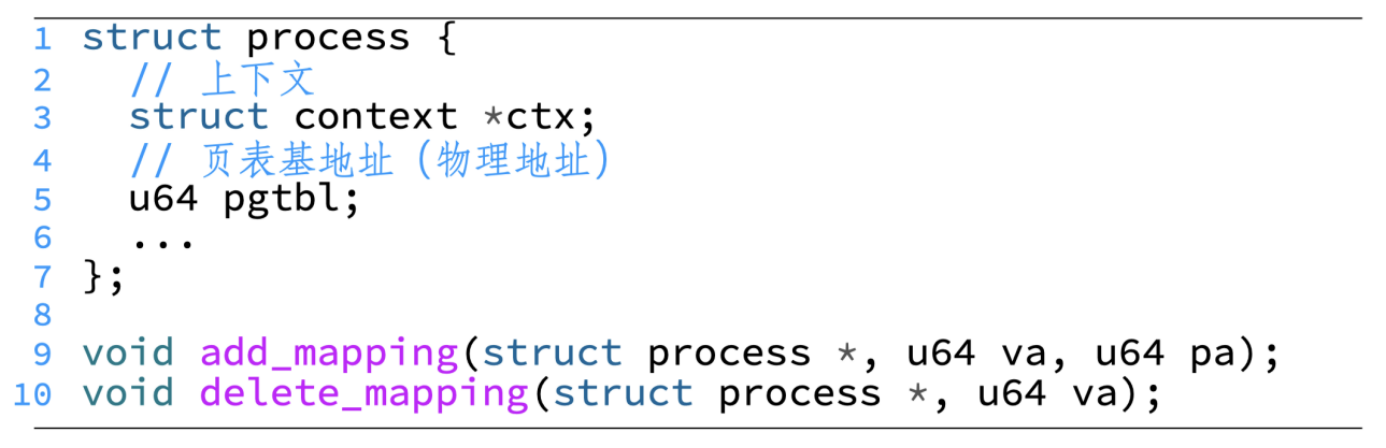 1 struct process {
2   // 上下文
3   struct context *ctx;
4   // 页表基地址（物理地址）
5   u64 pgtbl;
6   ...
7 };
8
9 void add_mapping(struct process *, u64 va, u64 pa);
10 void delete_mapping(struct process *, u64 va);